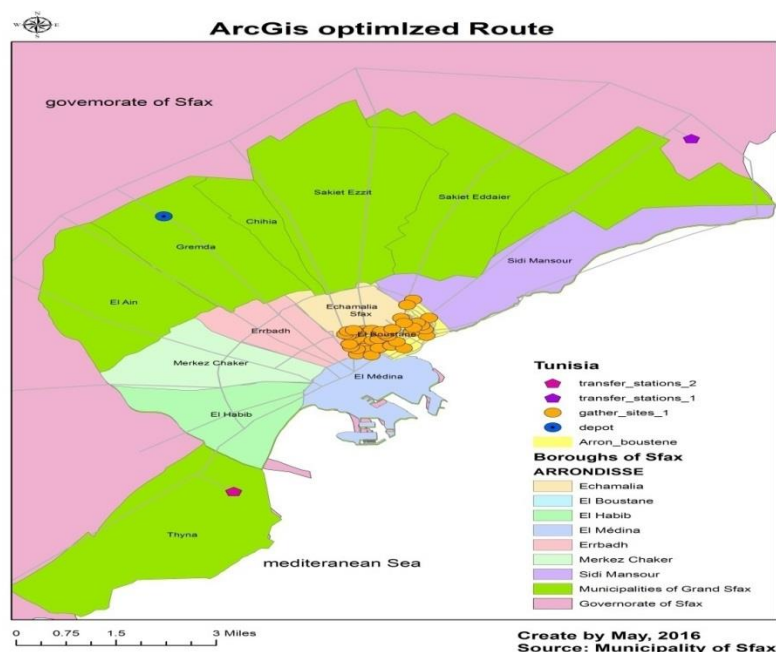 ArcGis optimIzed Route
N
W
E
S
govemorate of Sfax
Sakiet Ezzit
Sakiet Eddaier
Chihia
Gremda
Sidi Mansour
El Ain
Echamalia
Sfax
Errbadh
El Boustane
Merkez Chaker
El Médina
El Habib
Thyna
mediteranean Sea
Tunisia
transfer_stations_2
transfer_stations_1
gather_sites_1
depot
Arron_boustene
Boroughs of Sfax
ARRONDISSE
Echamalia
El Boustane
El Habib
El Médina
Errbadh
Merkez Chaker
Sidi Mansour
Municipalities of Grand Sfax
Governorate of Sfax
0 0.75 1.5 3 Miles
Create by May, 2016
Source: Municipality of Sfax